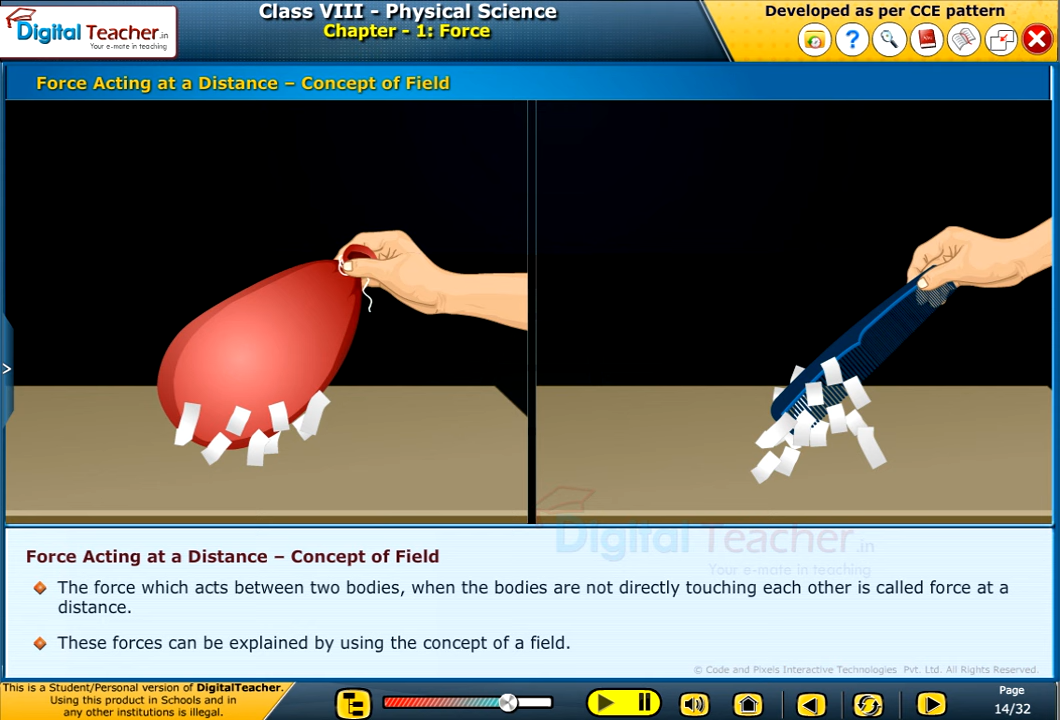 Digital Teacher.in
Your e-mate in teaching
Class VIII - Physical Science
Chapter - 1: Force
Developed as per CCE pattern
?
Force Acting at a Distance – Concept of Field
>
Digital Teacher.in
Your e-mate in teaching
Force Acting at a Distance – Concept of Field
The force which acts between two bodies, when the bodies are not directly touching each other is called force at a
distance.
These forces can be explained by using the concept of a field.
© Code and Pixels Interactive Technologies Pvt. Ltd. All Rights Reserved.
This is a Student/Personal version of DigitalTeacher.
Using this product in Schools and in
any other institutions is illegal.
Page
14/32